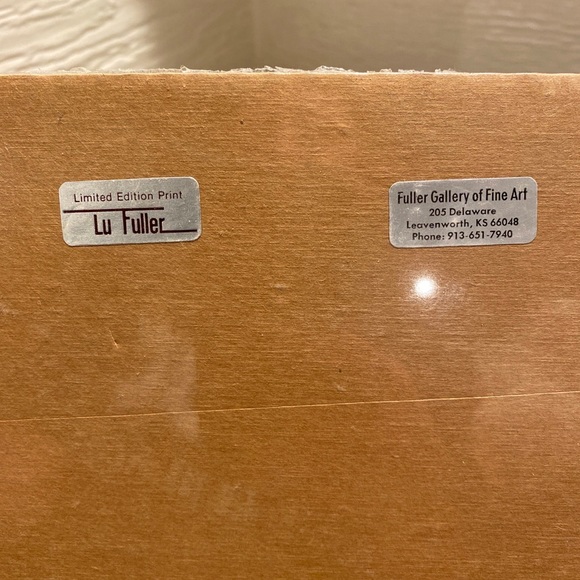 Limited Edition Print
Lu Fuller
Fuller Gallery of Fine Art
205 Delaware
Leavenworth, KS 66048
Phone: 913-651-7940